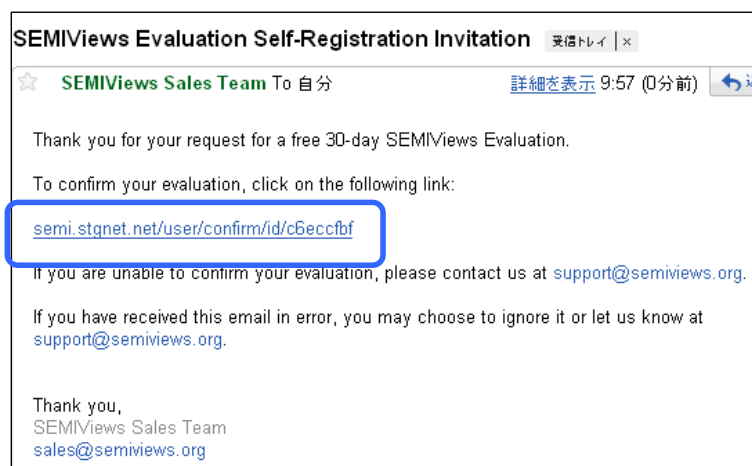 SEMIViews Evaluation Self-Registration Invitation 受信トレイ | ×
SEMIViews Sales Team To 自分 詳細を表示 9:57 (0分前)
Thank you for your request for a free 30-day SEMIViews Evaluation.
To confirm your evaluation, click on the following link:
semi.stgnet.net/user/confirm/id/c6eccfbf
If you are unable to confirm your evaluation, please contact us at support@semiviews.org.
If you have received this email in error, you may choose to ignore it or let us know at
support@semiviews.org.
Thank you,
SEMIViews Sales Team
sales@semiviews.org